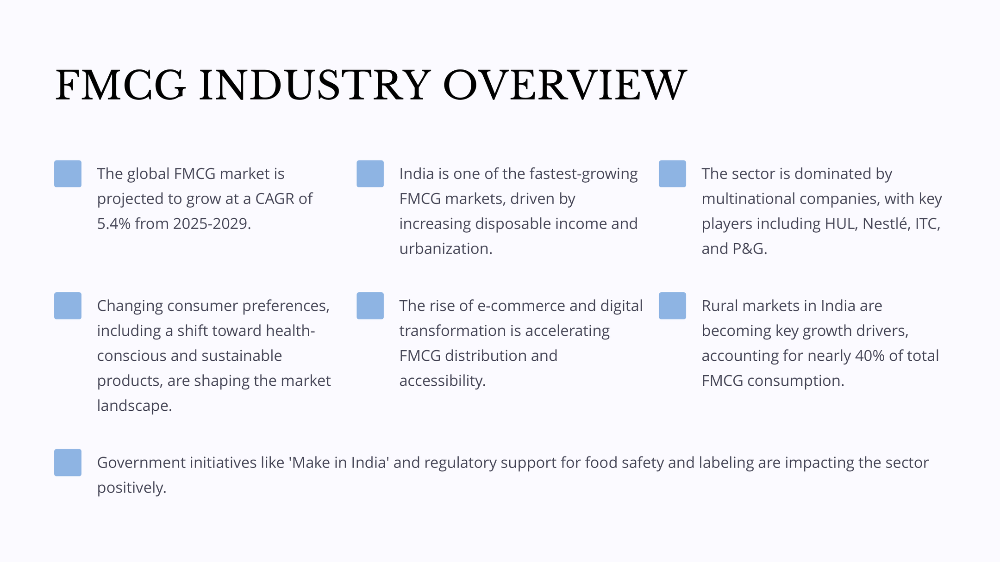 FMCG INDUSTRY OVERVIEW
The global FMCG market is
projected to grow at a CAGR of
5.4% from 2025-2029.
India is one of the fastest-growing
FMCG markets, driven by
increasing disposable income and
urbanization.
The sector is dominated by
multinational companies, with key
players including HUL, Nestlé, ITC,
and P&G.
Changing consumer preferences,
including a shift toward health-
conscious and sustainable
products, are shaping the market
landscape.
The rise of e-commerce and digital
transformation is accelerating
FMCG distribution and
accessibility.
Rural markets in India are
becoming key growth drivers,
accounting for nearly 40% of total
FMCG consumption.
Government initiatives like 'Make in India' and regulatory support for food safety and labeling are impacting the sector
positively.